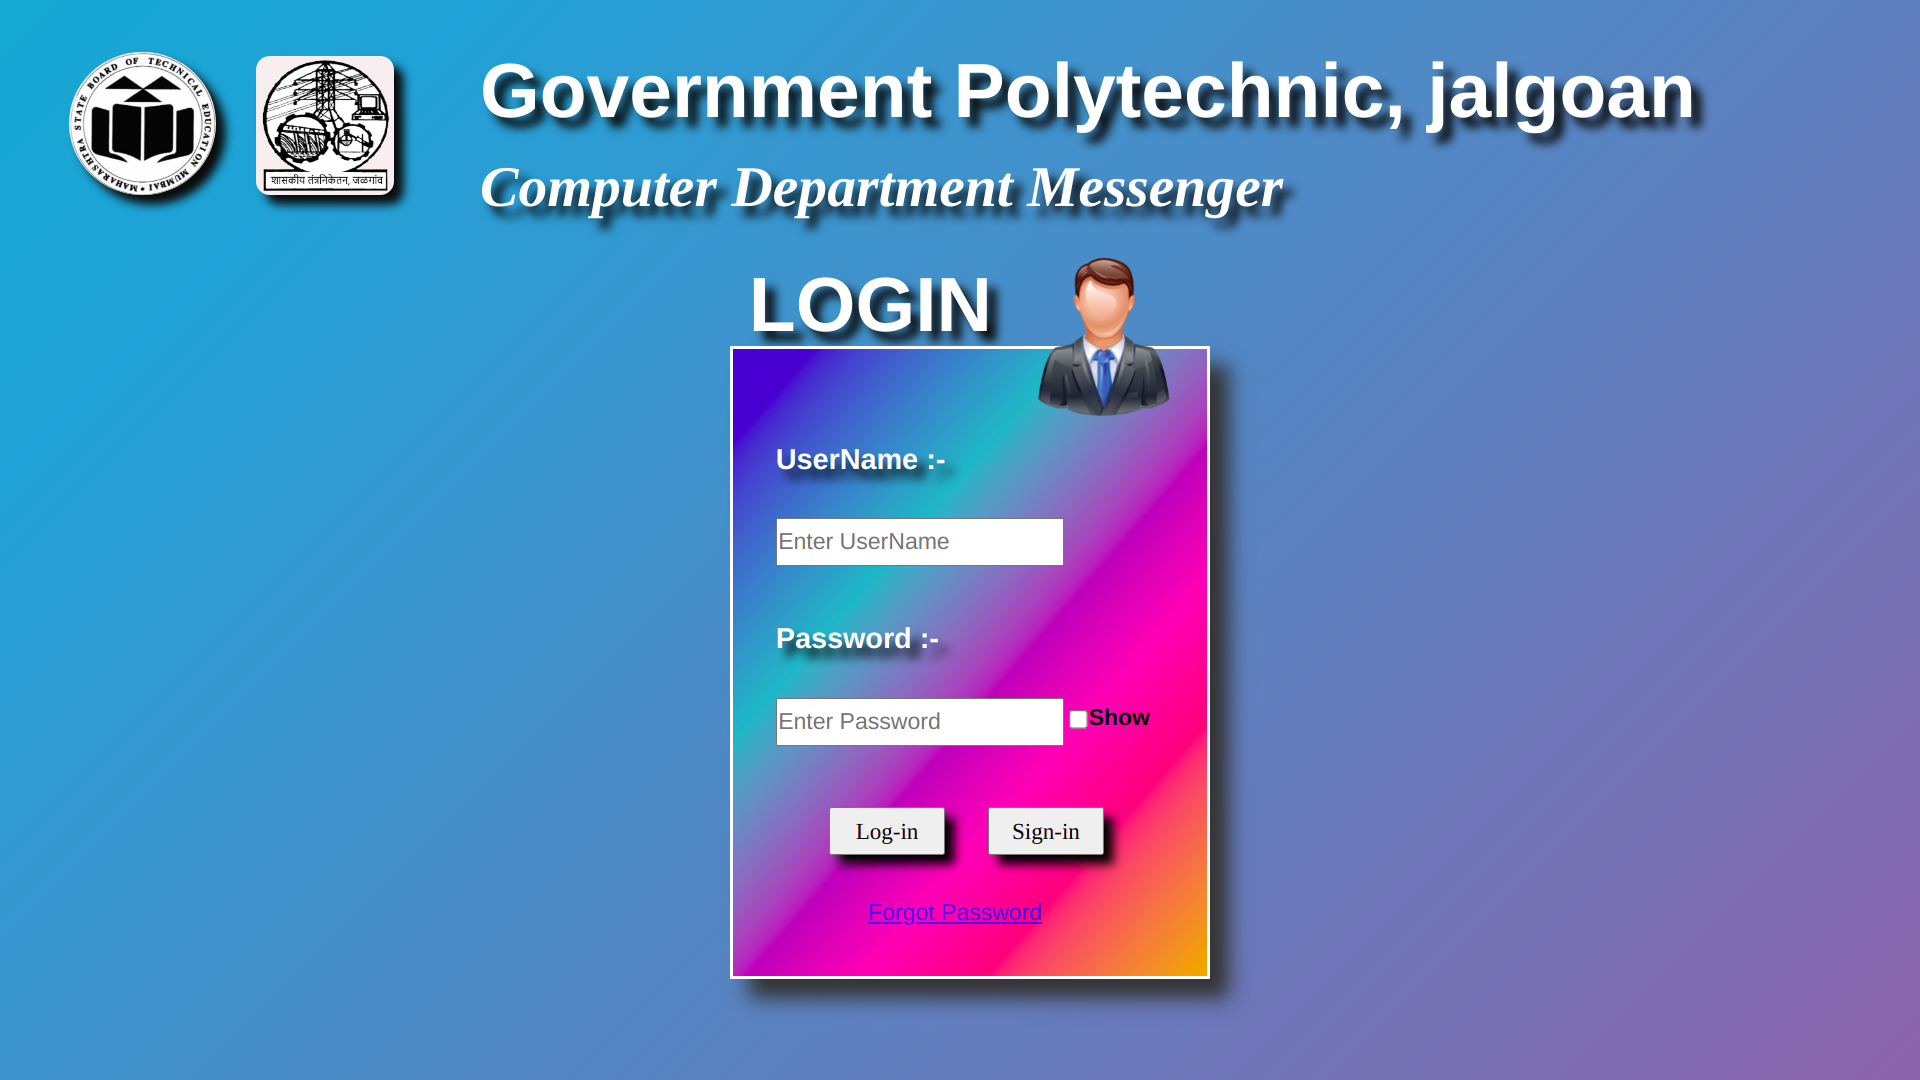 MAHARASHTRA STATE BOARD OF TECHNICAL EDUCATION MUMBAI
शासकीय तंत्रनिकेतन, जळगांव
Government Polytechnic, jalgoan
Computer Department Messenger
LOGIN
UserName :-
Enter UserName
Password :-
Enter Password
Show
Log-in Sign-in
Forgot Password